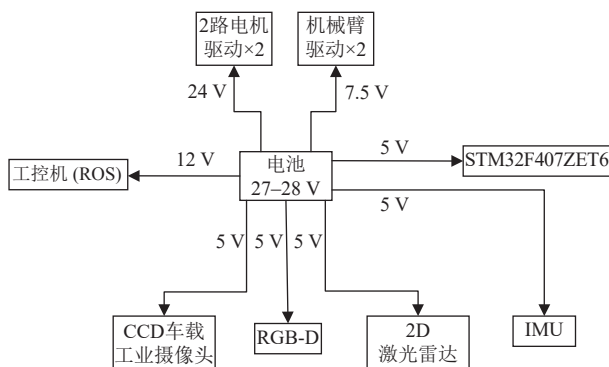 2路电机
驱动×2
机械臂
驱动×2
24 V
7.5 V
工控机 (ROS)
12 V
电池
27–28 V
5 V
STM32F407ZET6
5 V
5 V
5 V
5 V
CCD车载
工业摄像头
RGB-D
2D
激光雷达
IMU